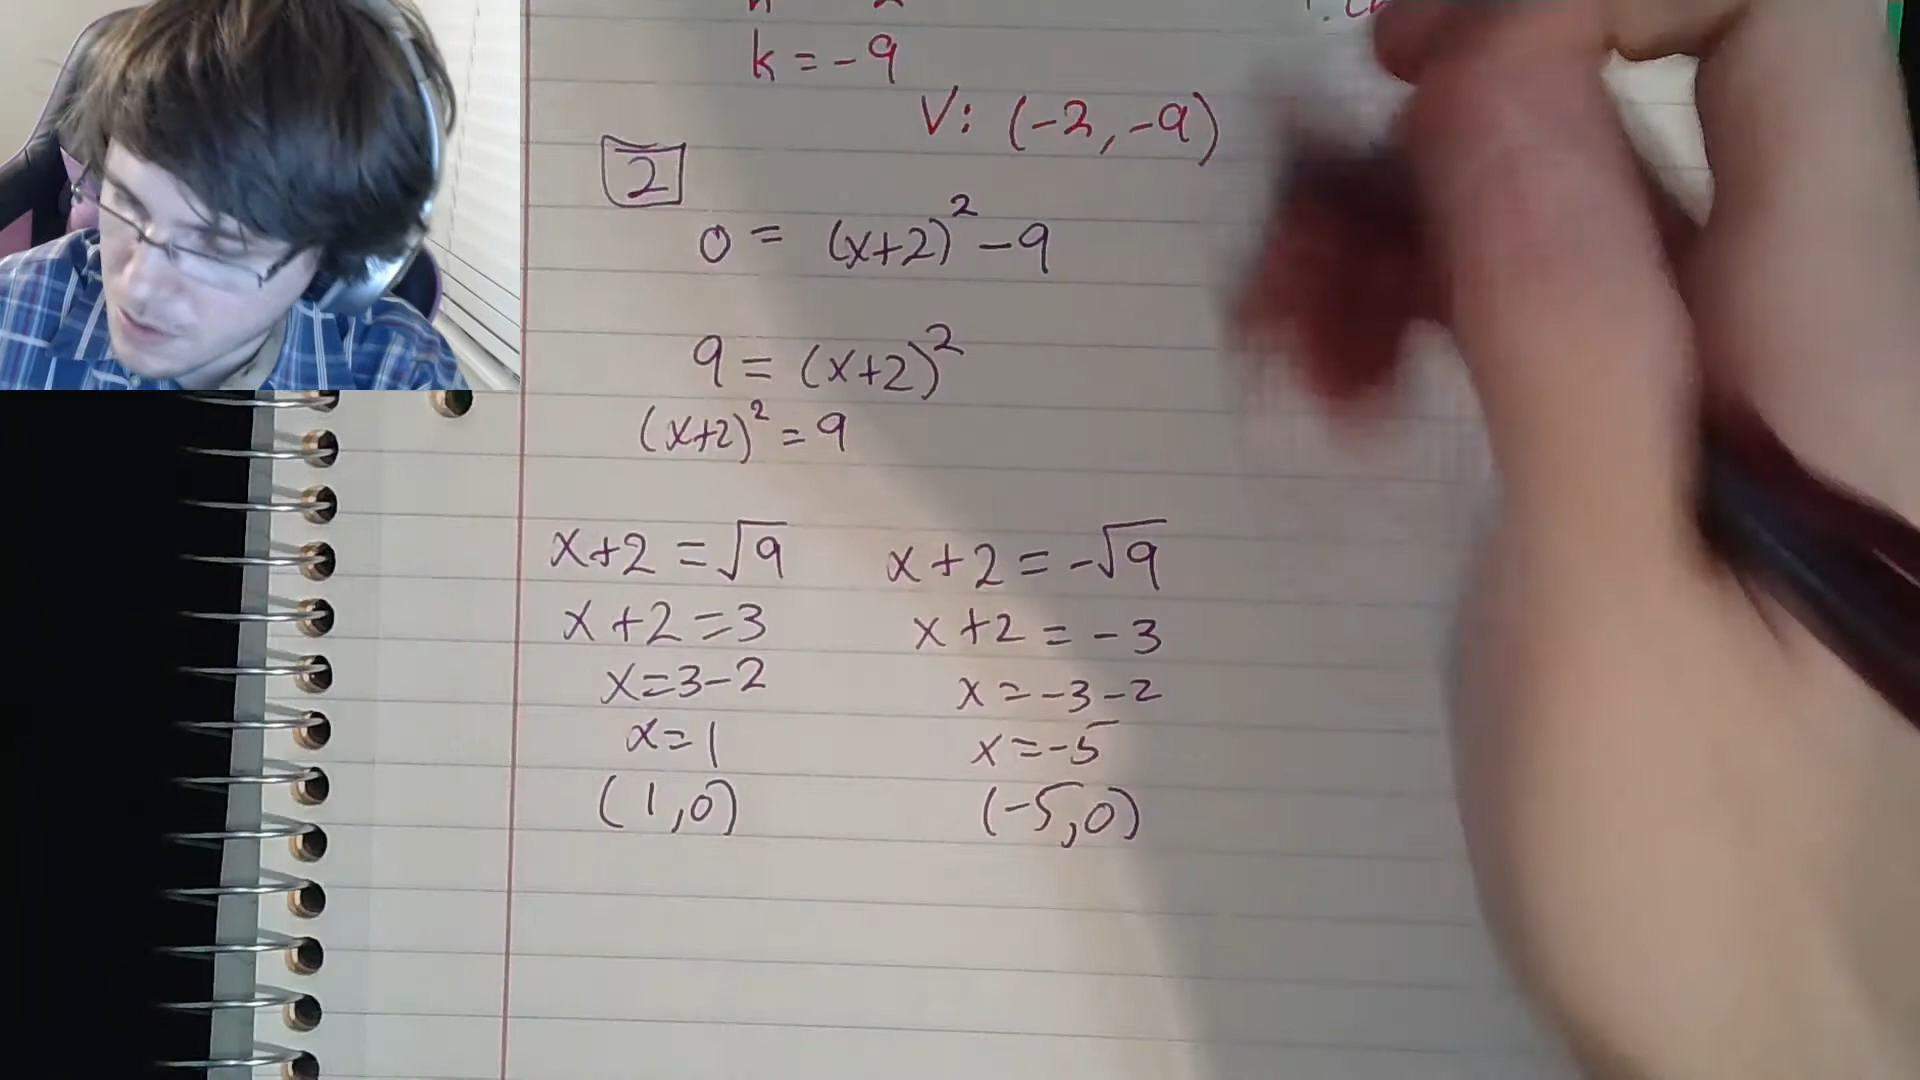 k = -9
V: (-2, -9)
2
0 = (x+2)² - 9
9 = (x+2)²
(x+2)² = 9
x+2 = √9 x+2 = -√9
x+2 = 3 x+2 = -3
x = 3-2 x = -3-2
x = 1 x = -5
(1,0) (-5,0)